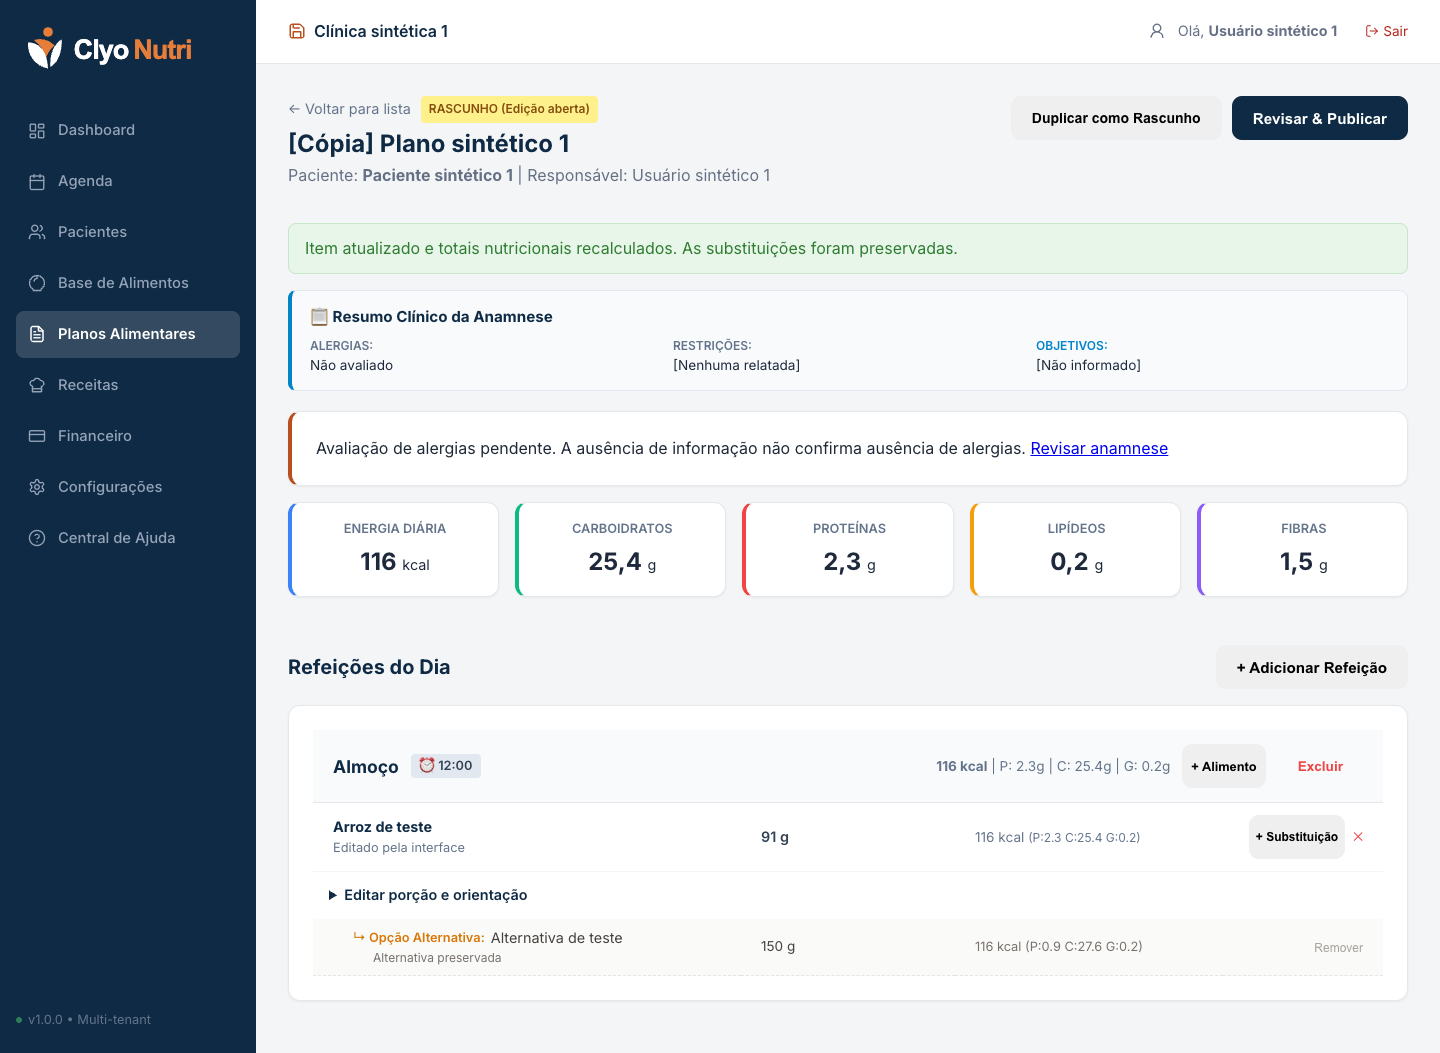 Clyo Nutri
Dashboard
Agenda
Pacientes
Base de Alimentos
Planos Alimentares
Receitas
Financeiro
Configurações
Central de Ajuda
v1.0.0 • Multi-tenant
Clínica sintética 1
Olá, Usuário sintético 1
Sair
← Voltar para lista
RASCUNHO (Edição aberta)
[Cópia] Plano sintético 1
Paciente: Paciente sintético 1 | Responsável: Usuário sintético 1
Duplicar como Rascunho
Revisar & Publicar
Item atualizado e totais nutricionais recalculados. As substituições foram preservadas.
Resumo Clínico da Anamnese
ALERGIAS:
Não avaliado
RESTRIÇÕES:
[Nenhuma relatada]
OBJETIVOS:
[Não informado]
Avaliação de alergias pendente. A ausência de informação não confirma ausência de alergias. Revisar anamnese
ENERGIA DIÁRIA
116 kcal
CARBOIDRATOS
25,4 g
PROTEÍNAS
2,3 g
LIPÍDEOS
0,2 g
FIBRAS
1,5 g
Refeições do Dia
+ Adicionar Refeição
Almoço
12:00
116 kcal | P: 2.3g | C: 25.4g | G: 0.2g
+ Alimento
Excluir
Arroz de teste
Editado pela interface
91 g
116 kcal (P:2.3 C:25.4 G:0.2)
+ Substituição
×
▶ Editar porção e orientação
↳ Opção Alternativa: Alternativa de teste
Alternativa preservada
150 g
116 kcal (P:0.9 C:27.6 G:0.2)
Remover